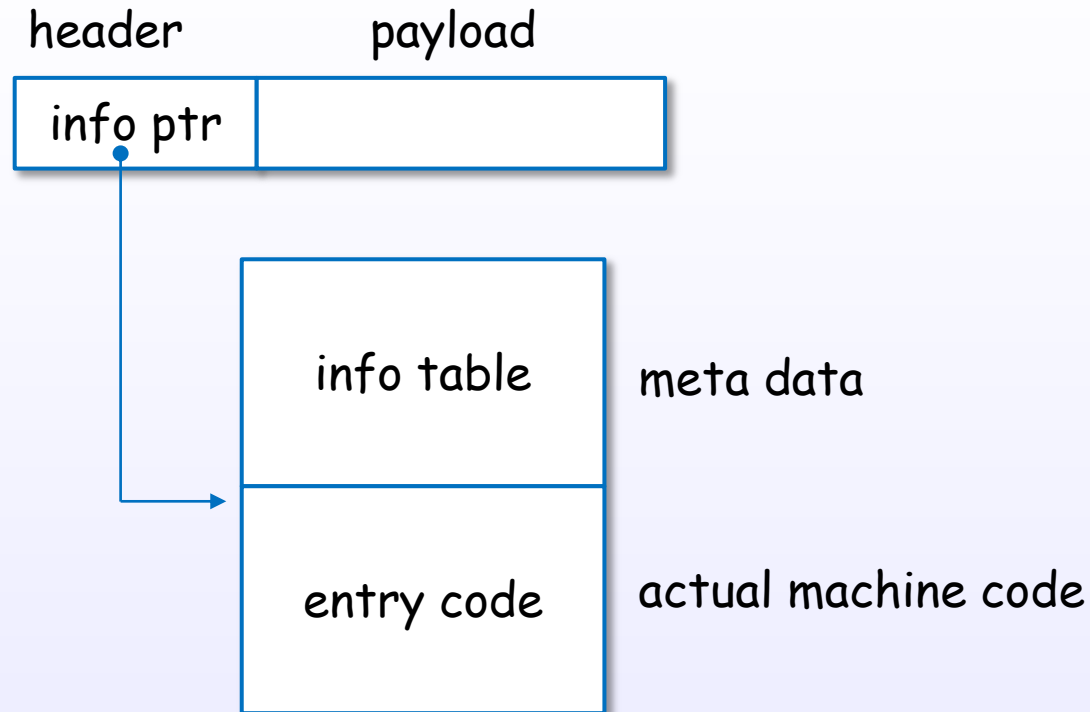 header payload
info ptr
info table meta data
entry code actual machine code